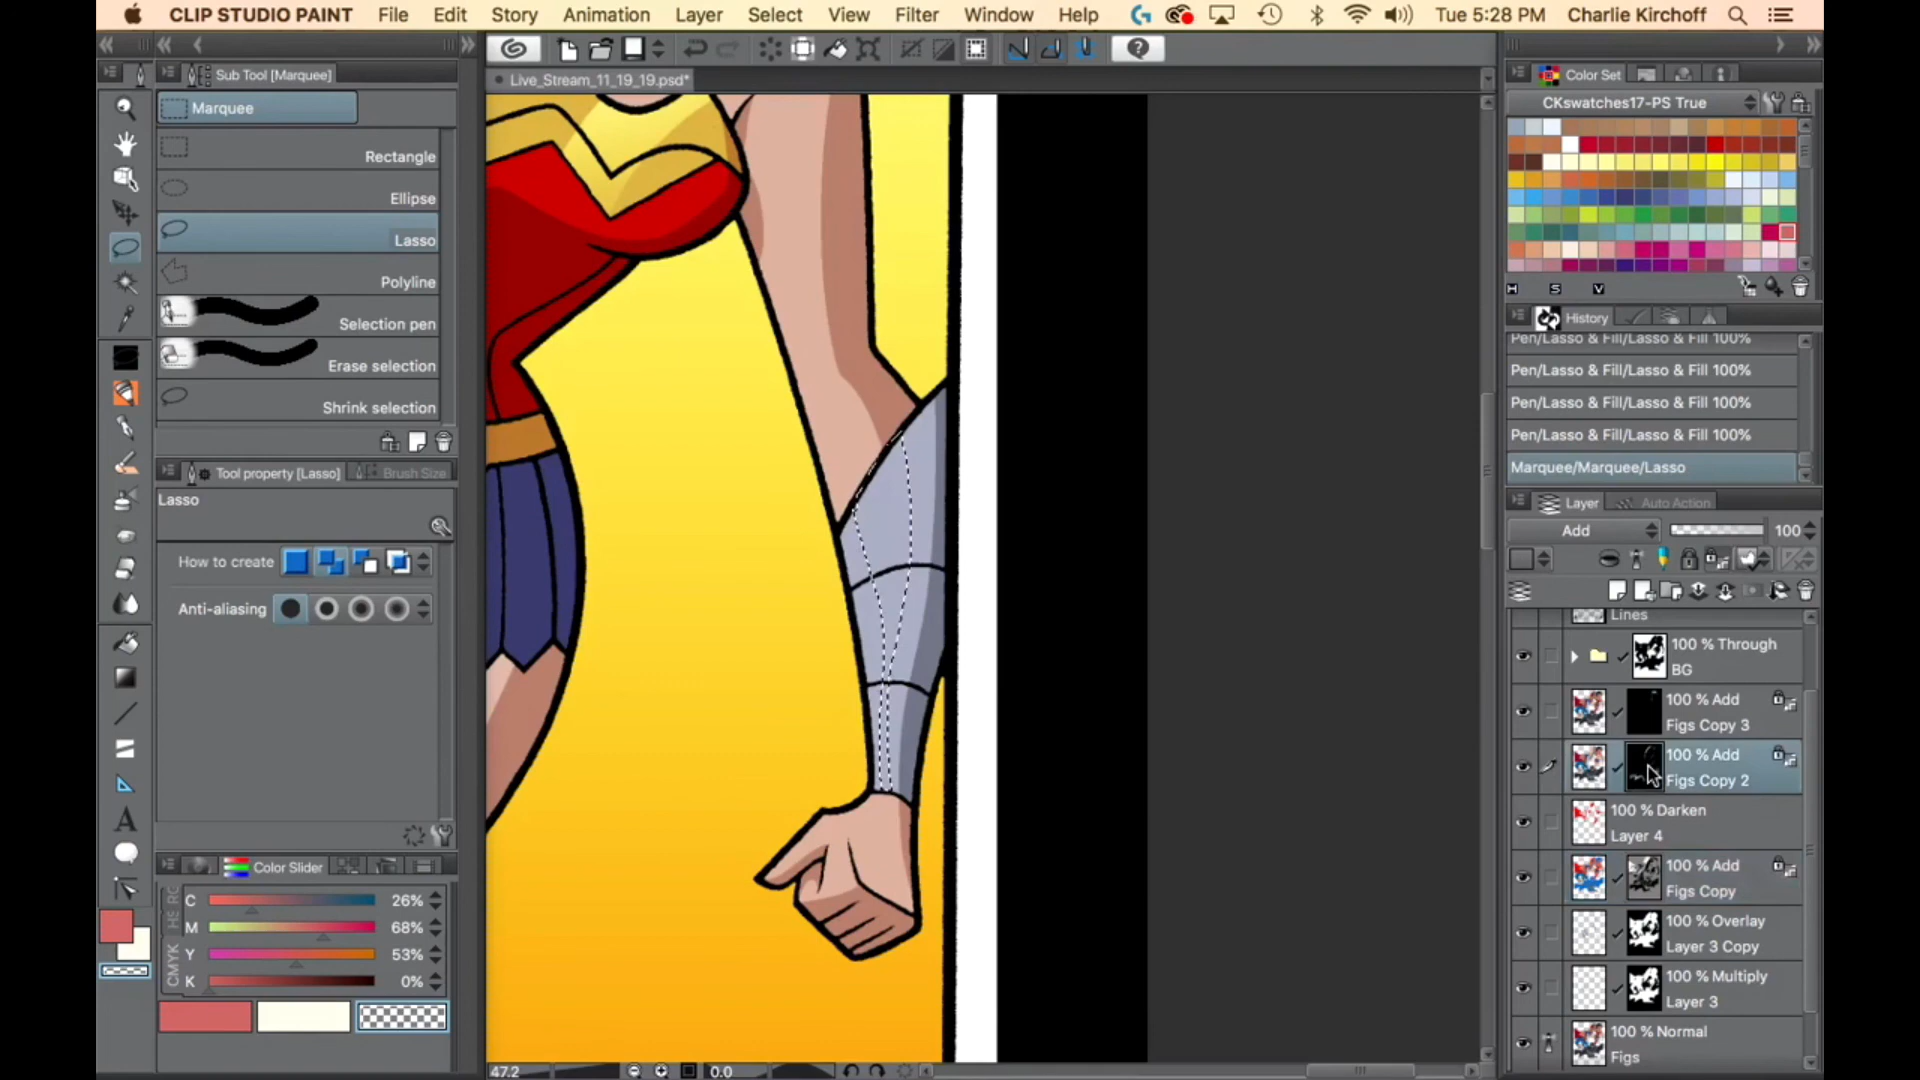 CLIP STUDIO PAINT File Edit Story Animation Layer Select View Filter Window Help Tue 5:28 PM Charlie Kirchoff
Sub Tool [Marquee]
Live_Stream_11_19_19.psd*
Color Set
Marquee
CKswatches17-PS True
Rectangle
Ellipse
Lasso
Polyline
Selection pen
Erase selection
Shrink selection
H S V
History
Pen/Lasso & Fill/Lasso & Fill 100%
Pen/Lasso & Fill/Lasso & Fill 100%
Pen/Lasso & Fill/Lasso & Fill 100%
Pen/Lasso & Fill/Lasso & Fill 100%
Marquee/Marquee/Lasso
Tool property [Lasso] Brush Size
Lasso
How to create
Anti-aliasing
Layer Auto Action
Add 100
Lines
100 % Through
BG
100 % Add
Figs Copy 3
100 % Add
Figs Copy 2
100 % Darken
Layer 4
100 % Add
Figs Copy
100 % Overlay
Layer 3 Copy
100 % Multiply
Layer 3
100 % Normal
Figs
Color Slider
C 26%
M 68%
Y 53%
K 0%
CMYK
47.2 0.0